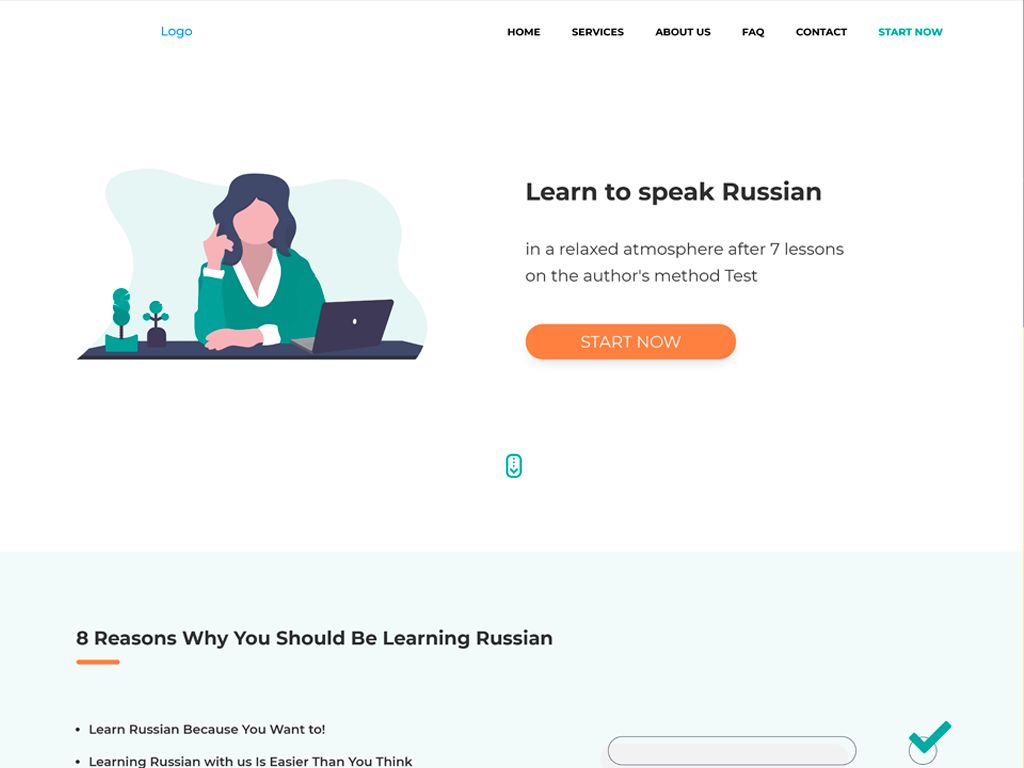 Logo
HOME
SERVICES
ABOUT US
FAQ
CONTACT
START NOW
Learn to speak Russian
in a relaxed atmosphere after 7 lessons
on the author's method Test
START NOW
8 Reasons Why You Should Be Learning Russian
• Learn Russian Because You Want to!
• Learning Russian with us Is Easier Than You Think